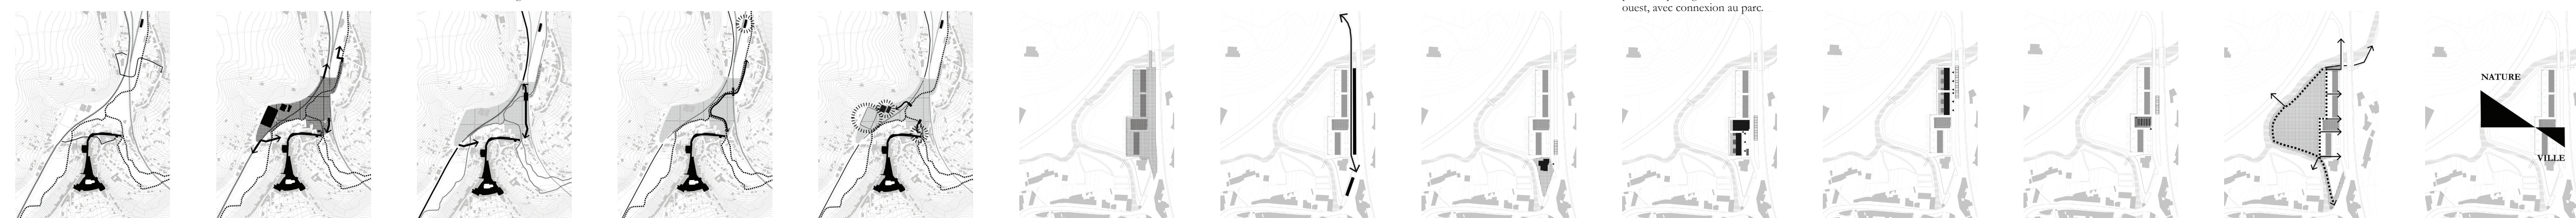 ouest, avec connexion au parc.
NATURE
VILLE